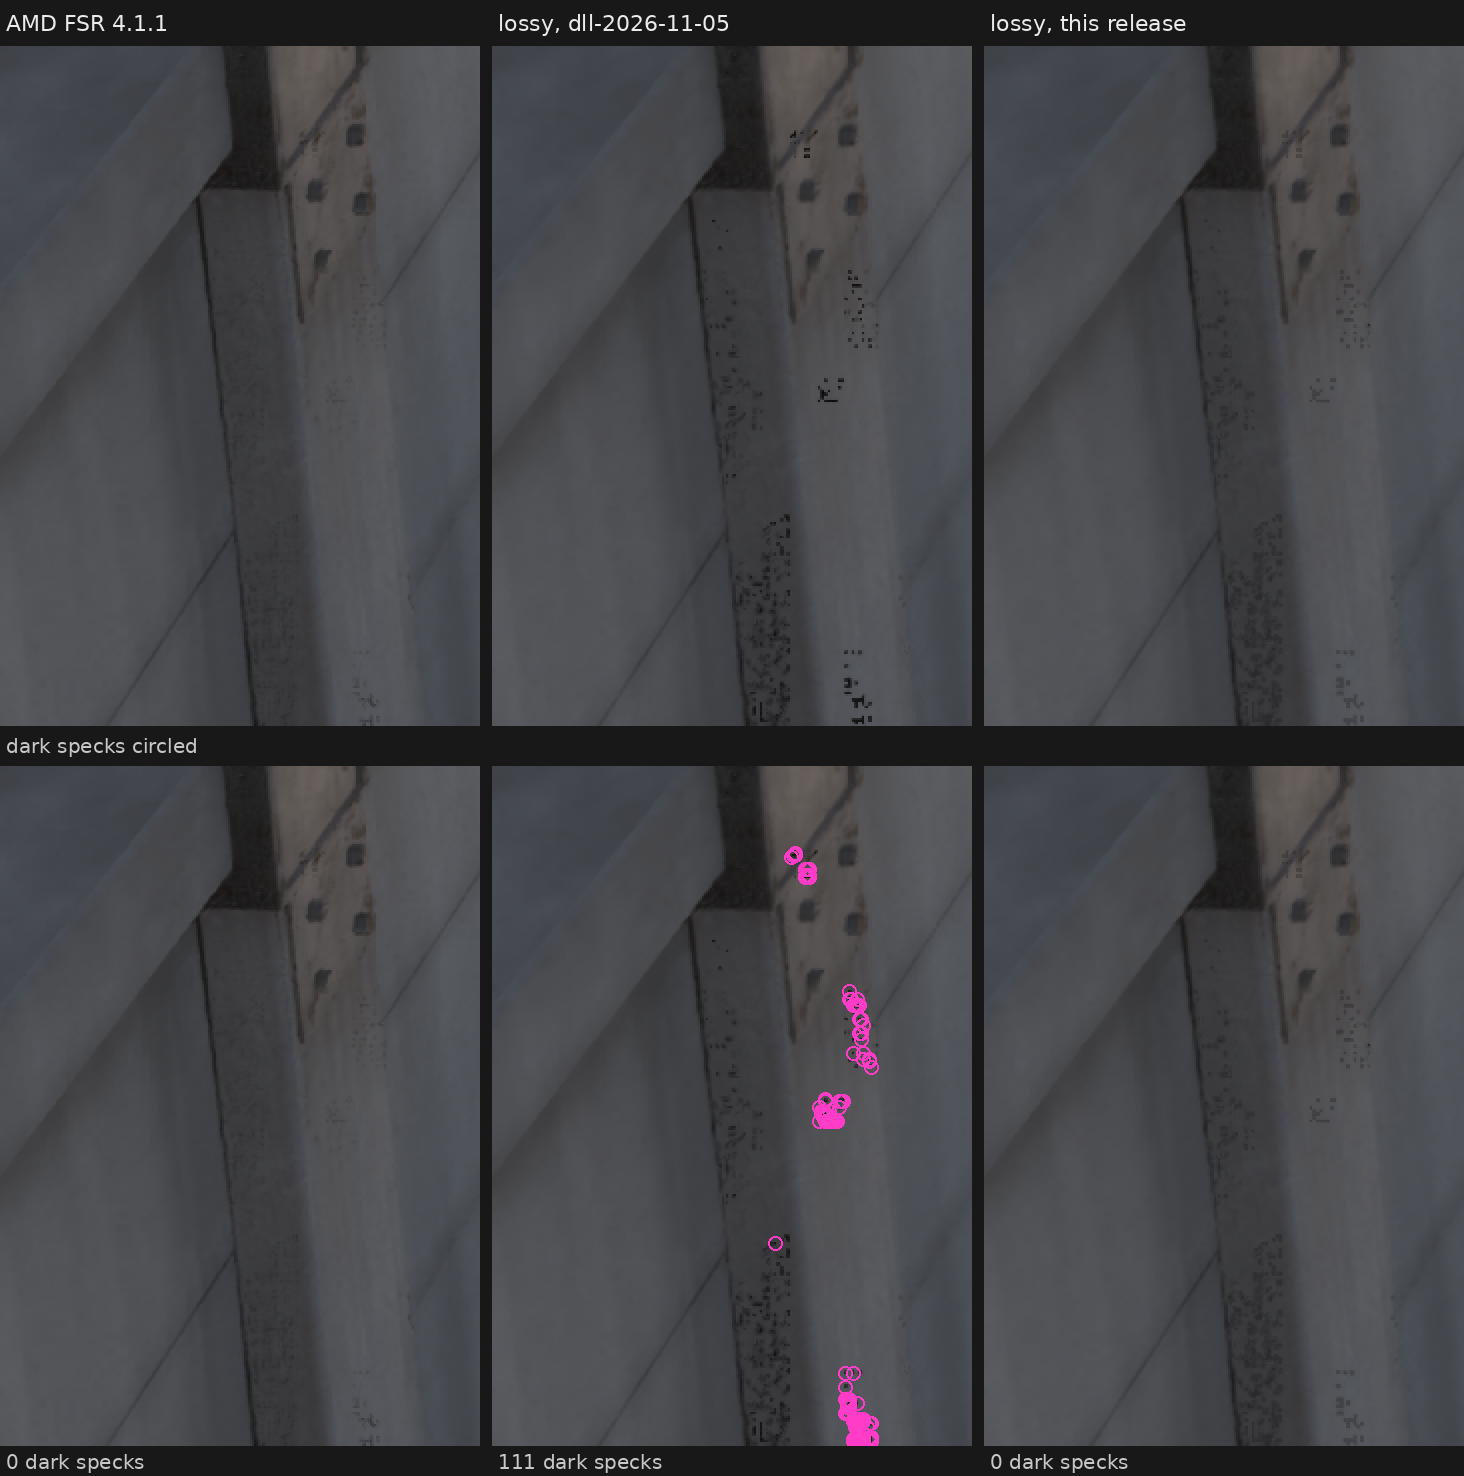 AMD FSR 4.1.1
lossy, dll-2026-11-05
lossy, this release
dark specks circled
0 dark specks
111 dark specks
0 dark specks